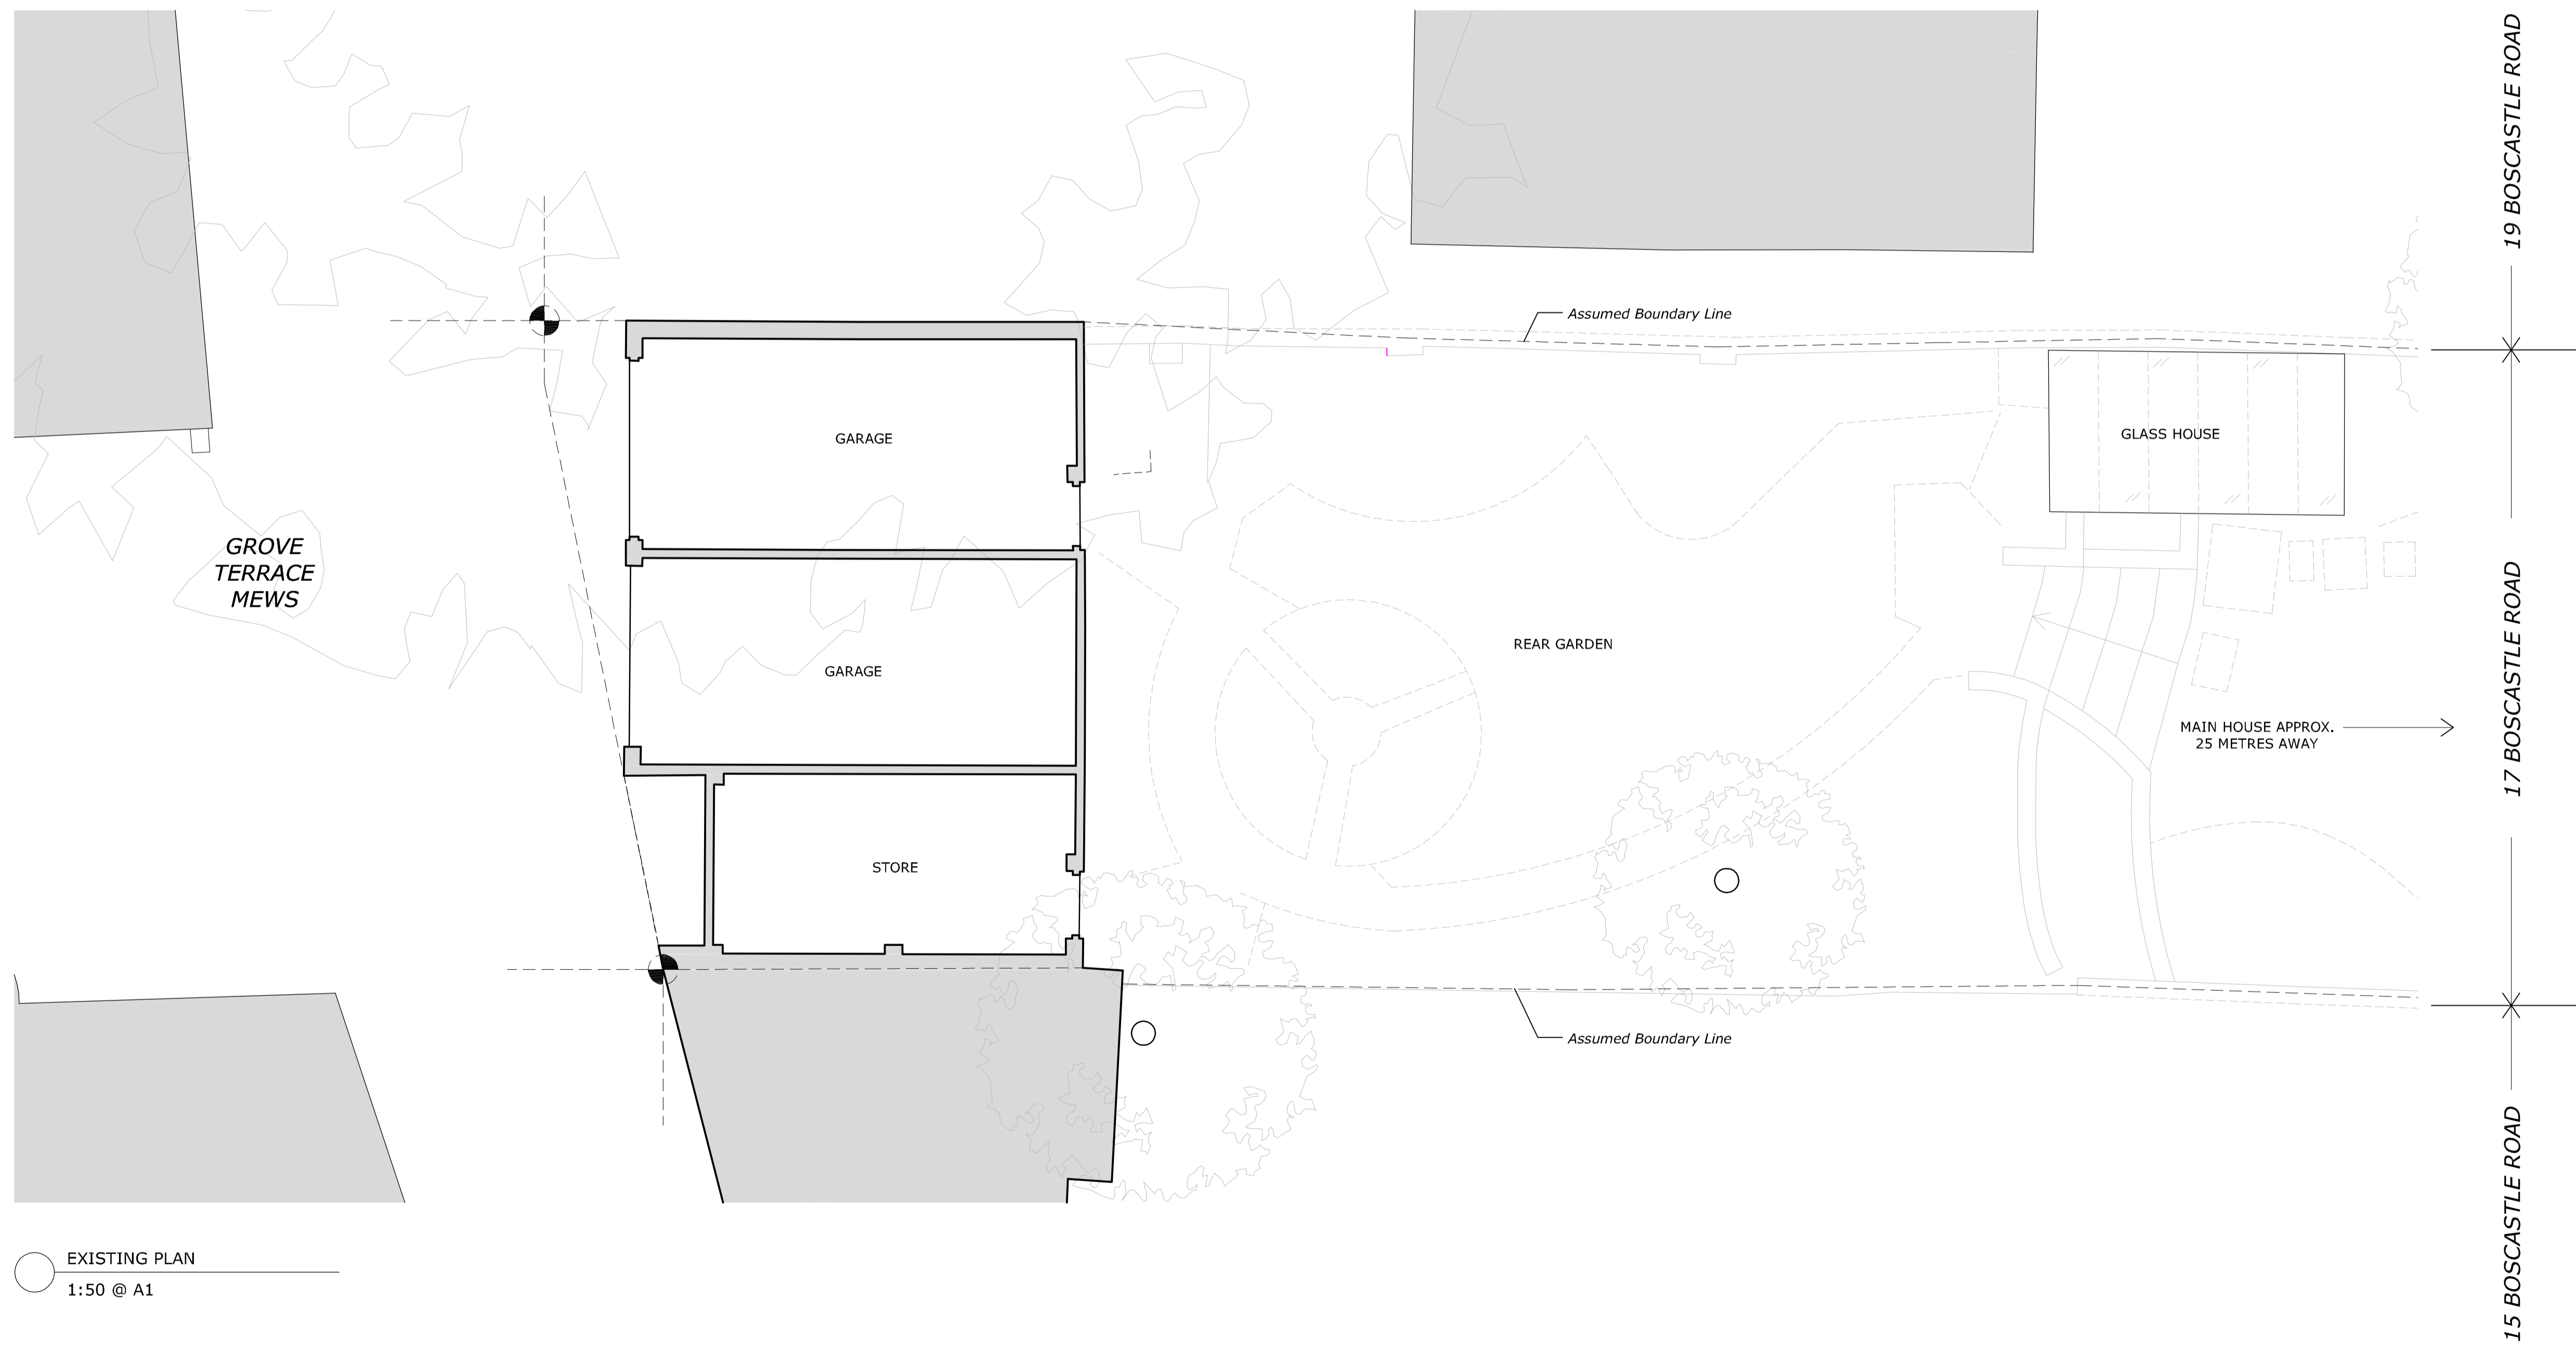 19 BOSCASTLE ROAD
Assumed Boundary Line
GARAGE
GLASS HOUSE
GROVE
TERRACE
MEWS
REAR GARDEN
GARAGE
17 BOSCASTLE ROAD
MAIN HOUSE APPROX.
25 METRES AWAY
STORE
Assumed Boundary Line
15 BOSCASTLE ROAD
EXISTING PLAN
1:50 @ A1